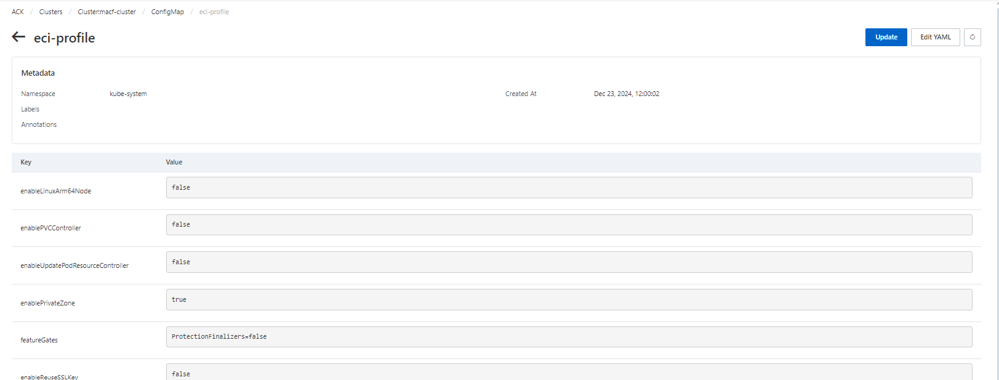 ACK / Clusters / Cluster:macf-cluster / ConfigMap / eci-profile
eci-profile
Update
Edit YAML
Metadata
Namespace kube-system Created At Dec 23, 2024, 12:00:02
Labels
Annotations
Key Value
enableLinuxArm64Node false
enablePVCController false
enableUpdatePodResourceController false
enablePrivateZone true
featureGates ProtectionFinalizers=false
enableReuseSSLKey false